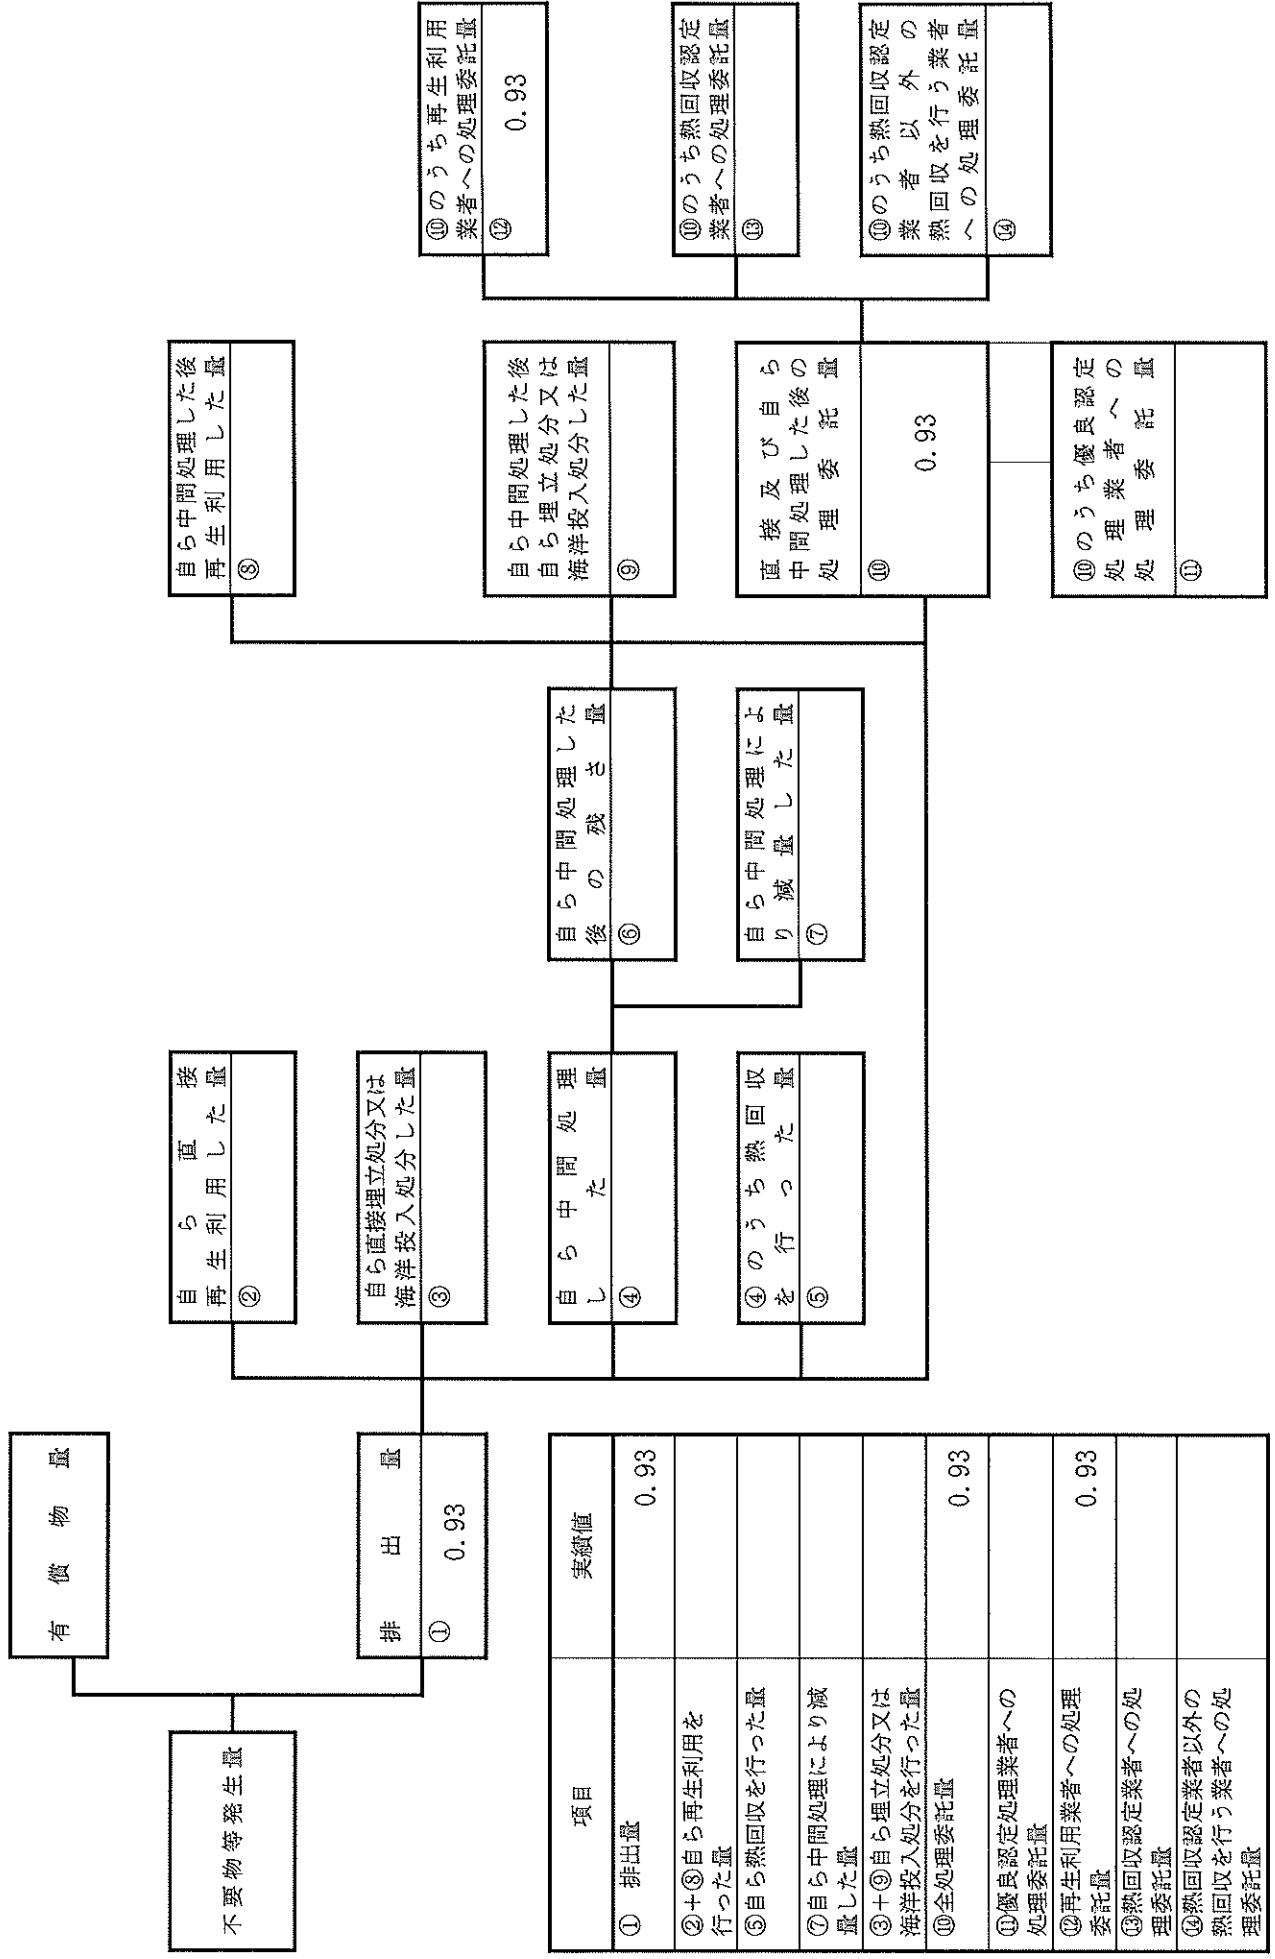 有償物量
不要物等発生量
排出量
① 0.93
自ら直接
再生利用した量
②
自ら直接埋立処分又は
海洋投入処分した量
③
自ら中間処理
した量
④
④のうち熱回収
を行った量
⑤
自ら中間処理した
後の残さ量
⑥
自ら中間処理によ
り減量した量
⑦
自ら中間処理した後
再生利用した量
⑧
自ら中間処理した後
自ら埋立処分又は
海洋投入処分した量
⑨
直接及び自ら
中間処理した後の
処理委託量
⑩ 0.93
⑩のうち優良認定
処理業者への
処理委託量
⑪
⑩のうち再生利用
業者への処理委託量
⑫ 0.93
⑩のうち熱回収認定
業者への処理委託量
⑬
⑩のうち熱回収認定
業者以外の
熱回収を行う業者
への処理委託量
⑭
項目 実績値
① 排出量 0.93
②+⑧自ら再生利用を
行った量
⑤自ら熱回収を行った量
⑦自ら中間処理により減
量した量
③+⑨自ら埋立処分又は
海洋投入処分を行った量
⑩全処理委託量 0.93
⑪優良認定処理業者への
処理委託量
⑫再生利用業者への処理
委託量 0.93
⑬熱回収認定業者への処
理委託量
⑭熱回収認定業者以外の
熱回収を行う業者への処
理委託量